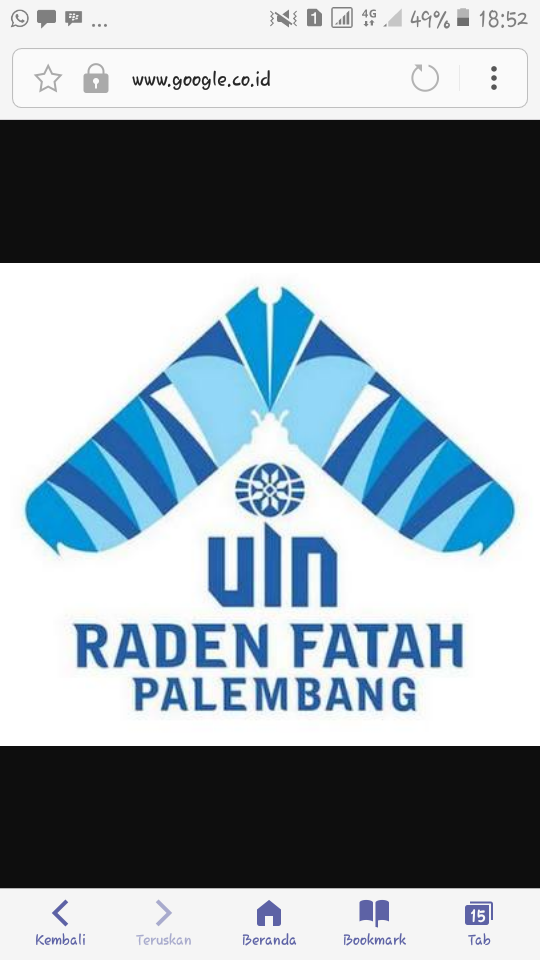 ... 1 4G 49% 18:52
www.google.co.id
uin
RADEN FATAH
PALEMBANG
Kembali Teruskan Beranda Bookmark 15 Tab